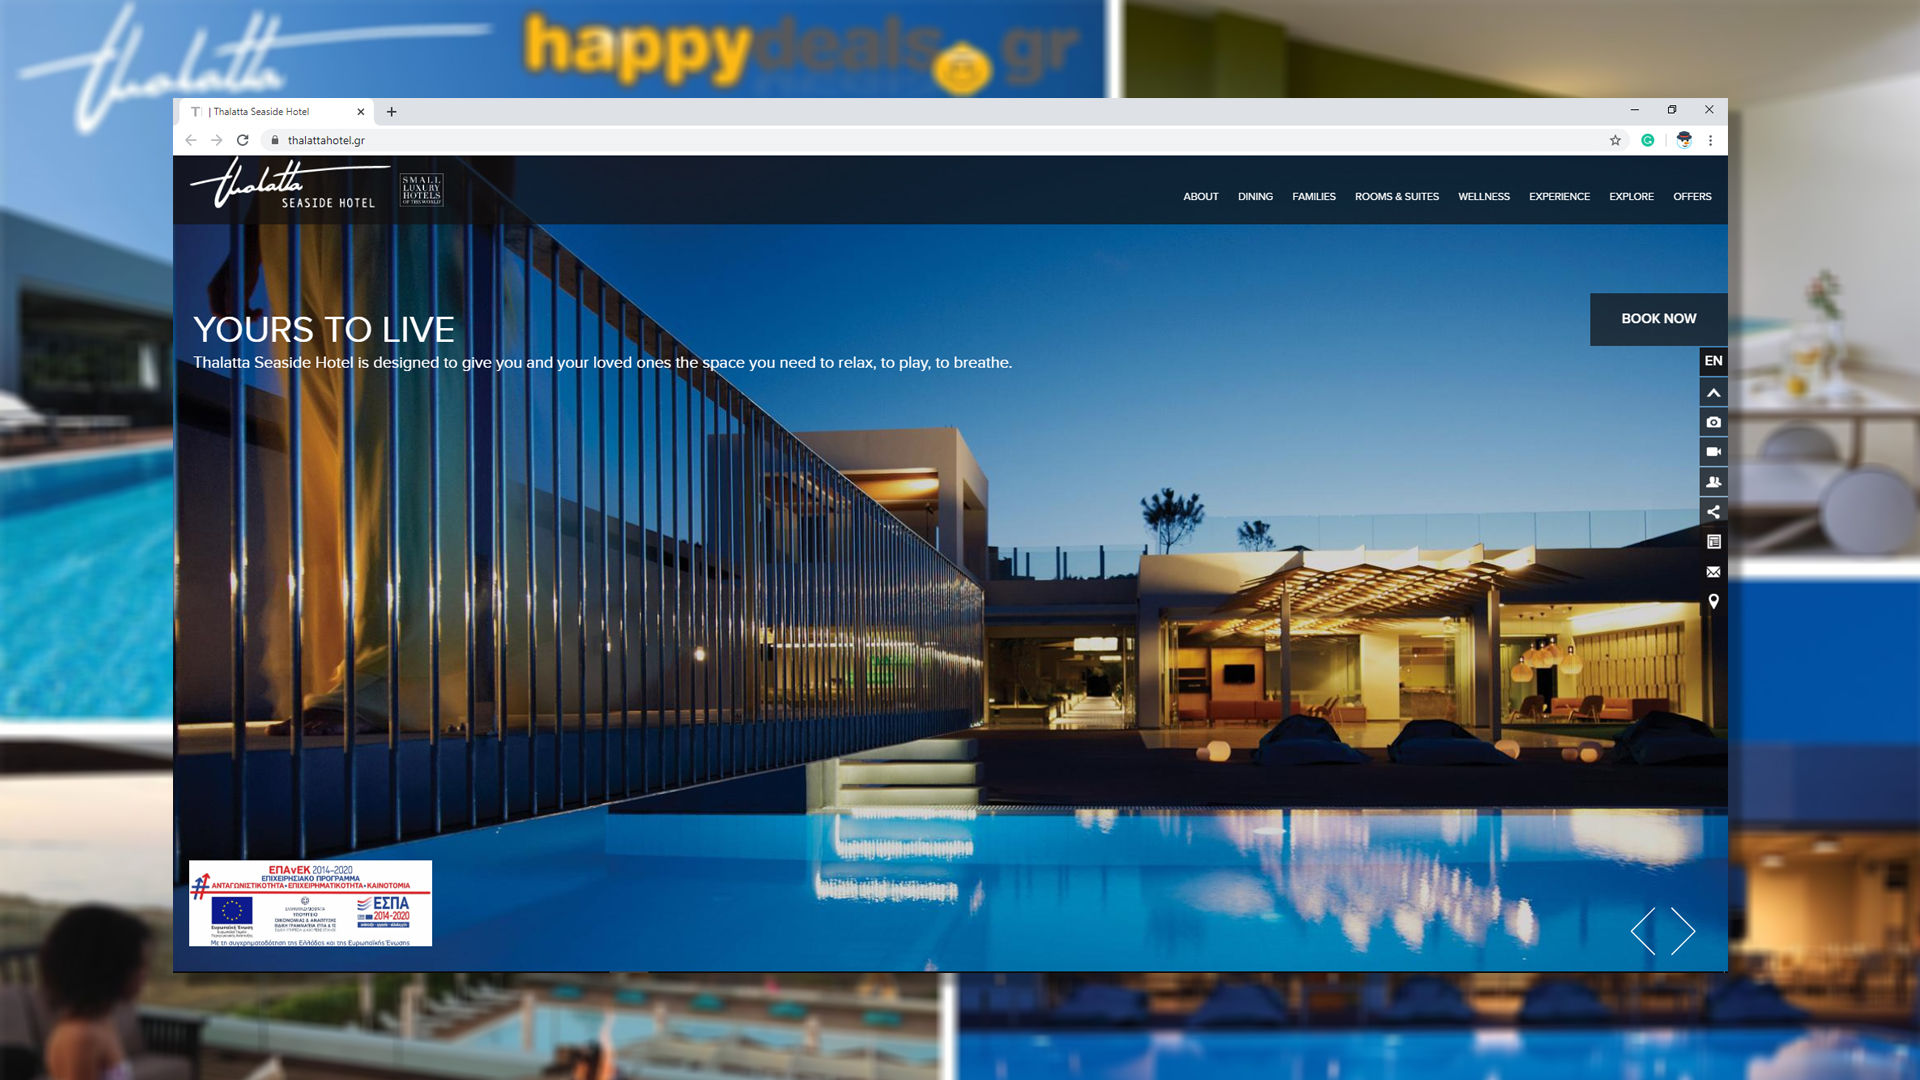 thalatta
happydeals.gr
T | Thalatta Seaside Hotel
thalattahotel.gr
thalatta
SEASIDE HOTEL
SMALL
LUXURY
HOTELS
OF THE WORLD
ABOUT DINING FAMILIES ROOMS & SUITES WELLNESS EXPERIENCE EXPLORE OFFERS
BOOK NOW
EN
YOURS TO LIVE
Thalatta Seaside Hotel is designed to give you and your loved ones the space you need to relax, to play, to breathe.
ΕΠΑνΕΚ 2014-2020
ΕΠΙΧΕΙΡΗΣΙΑΚΟ ΠΡΟΓΡΑΜΜΑ
ΑΝΤΑΓΩΝΙΣΤΙΚΟΤΗΤΑ • ΕΠΙΧΕΙΡΗΜΑΤΙΚΟΤΗΤΑ • ΚΑΙΝΟΤΟΜΙΑ
Ευρωπαϊκή Ένωση
ΕΣΠΑ
2014-2020
Με τη συγχρηματοδότηση της Ελλάδας και της Ευρωπαϊκής Ένωσης